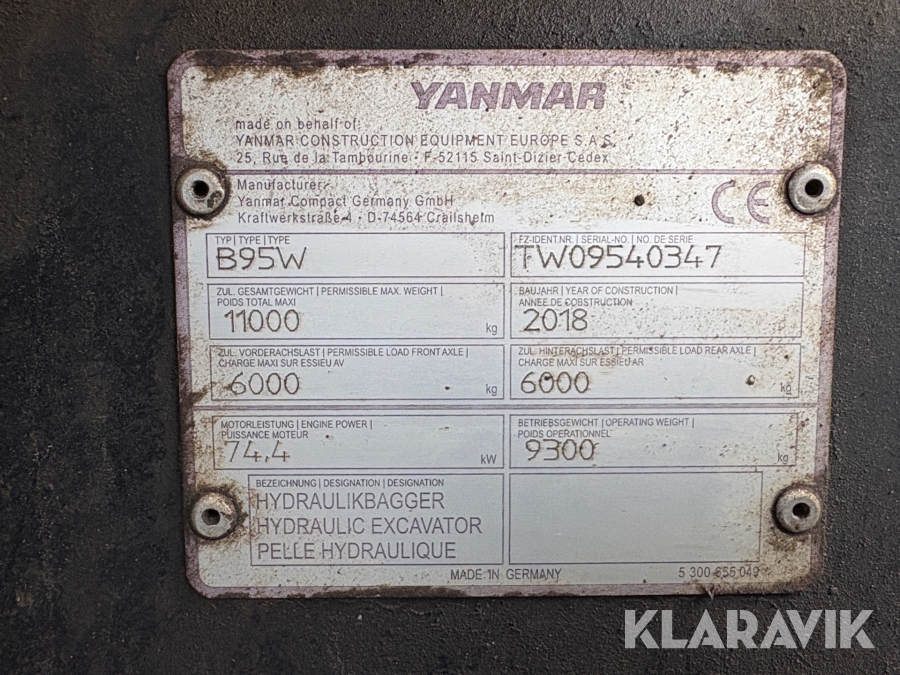 YANMAR
made on behalf of
YANMAR CONSTRUCTION EQUIPMENT EUROPE S.A.S.
25, Rue de la Tambourine - F-52115 Saint-Dizier Cedex
Manufacturer
Yanmar Compact Germany GmbH
Kraftwerkstraße 4 - D-74564 Crailsheim
CE
TYP | TYPE | TYPE
B95W
FZ-IDENT.NR. | SERIAL-NO. | NO. DE SERIE
TW09540347
ZUL. GESAMTGEWICHT | PERMISSIBLE MAX. WEIGHT |
POIDS TOTAL MAXI
11000 kg
BAUJAHR | YEAR OF CONSTRUCTION |
ANNEE DE COBSTRUCTION
2018
ZUL. VORDERACHSLAST | PERMISSIBLE LOAD FRONT AXLE |
CHARGE MAXI SUR ESSIEU AV
6000 kg
ZUL. HINTERACHSLAST | PERMISSIBLE LOAD REAR AXLE |
CHARGE MAXI SUR ESSIEU AR
6000 kg
MOTORLEISTUNG | ENGINE POWER |
PUISSANCE MOTEUR
74.4 kW
BETRIEBSGEWICHT | OPERATING WEIGHT |
POIDS OPERATIONNEL
9300 kg
BEZEICHNUNG | DESIGNATION | DESIGNATION
HYDRAULIKBAGGER
HYDRAULIC EXCAVATOR
PELLE HYDRAULIQUE
MADE IN GERMANY
5 300 655 049
KLARAVIK